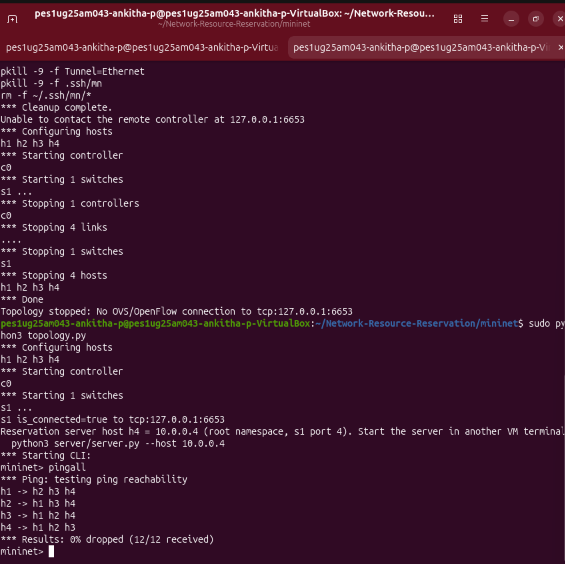 pes1ug25am043-ankitha-p@pes1ug25am043-ankitha-p-VirtualBox: ~/Network-Resou...
~/Network-Resource-Reservation/mininet
pes1ug25am043-ankitha-p@pes1ug25am043-ankitha-p-Virtua
pes1ug25am043-ankitha-p@pes1ug25am043-ankitha-p-Vi
pkill -9 -f Tunnel=Ethernet
pkill -9 -f .ssh/mn
rm -f ~/.ssh/mn/*
*** Cleanup complete.
Unable to contact the remote controller at 127.0.0.1:6653
*** Configuring hosts
h1 h2 h3 h4
*** Starting controller
c0
*** Starting 1 switches
s1 ...
*** Stopping 1 controllers
c0
*** Stopping 4 links
....
*** Stopping 1 switches
s1
*** Stopping 4 hosts
h1 h2 h3 h4
*** Done
Topology stopped: No OVS/OpenFlow connection to tcp:127.0.0.1:6653
pes1ug25am043-ankitha-p@pes1ug25am043-ankitha-p-VirtualBox:~/Network-Resource-Reservation/mininet$ sudo pyt
hon3 topology.py
*** Configuring hosts
h1 h2 h3 h4
*** Starting controller
c0
*** Starting 1 switches
s1 ...
s1 is_connected=true to tcp:127.0.0.1:6653
Reservation server host h4 = 10.0.0.4 (root namespace, s1 port 4). Start the server in another VM terminal
python3 server/server.py --host 10.0.0.4
*** Starting CLI:
mininet> pingall
*** Ping: testing ping reachability
h1 -> h2 h3 h4
h2 -> h1 h3 h4
h3 -> h1 h2 h4
h4 -> h1 h2 h3
*** Results: 0% dropped (12/12 received)
mininet>